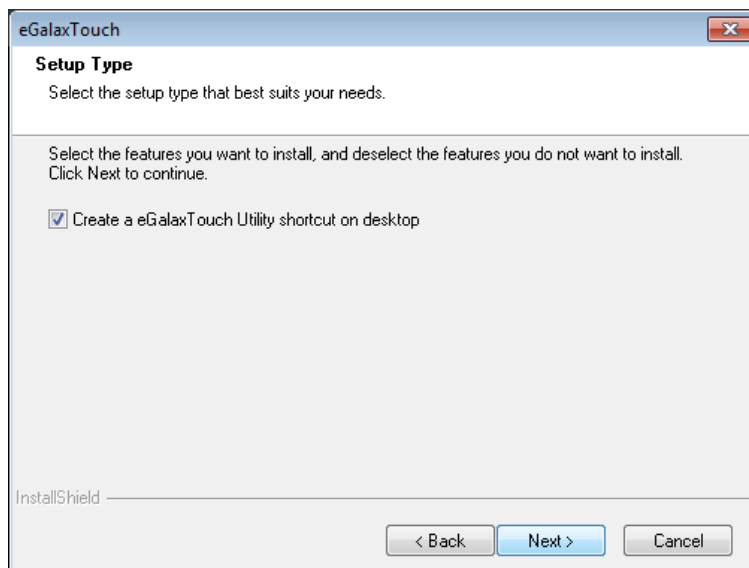 eGalaxTouch
Setup Type
Select the setup type that best suits your needs.
Select the features you want to install, and deselect the features you do not want to install.
Click Next to continue.
Create a eGalaxTouch Utility shortcut on desktop
InstallShield
< Back
Next >
Cancel